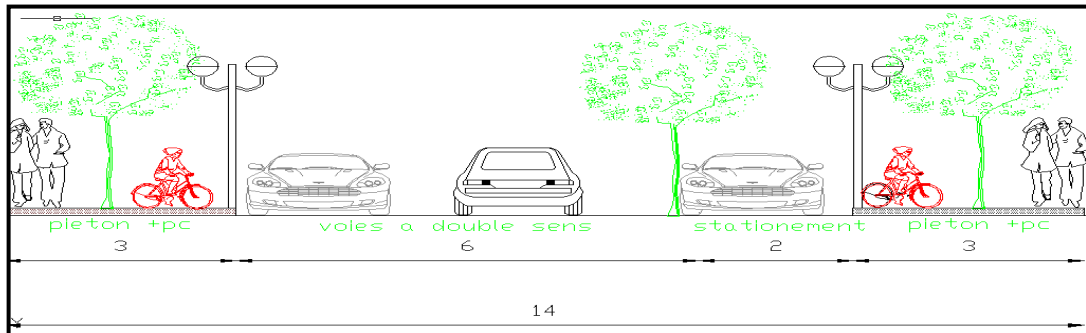 pieton +pc voies a double sens stationement pieton +pc
3 6 2 3
14